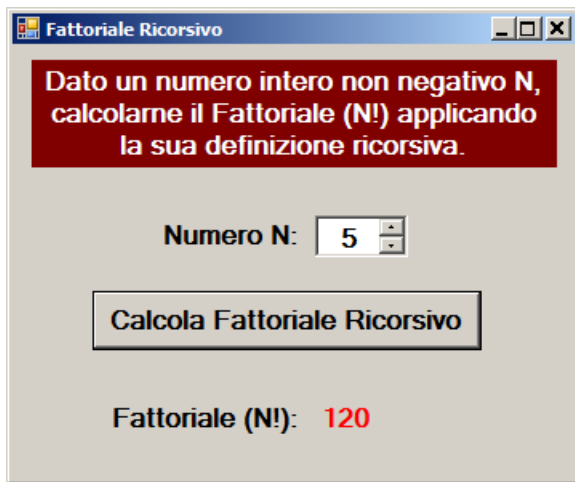 Fattoriale Ricorsivo
Dato un numero intero non negativo N,
calcolarne il Fattoriale (N!) applicando
la sua definizione ricorsiva.
Numero N: 5
Calcola Fattoriale Ricorsivo
Fattoriale (N!): 120